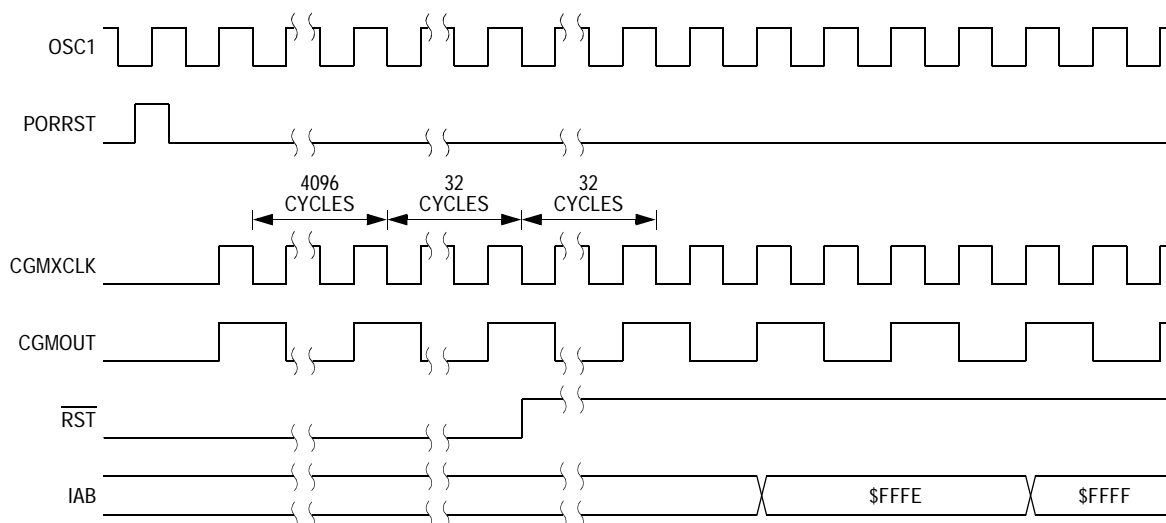 OSC1
PORRST
4096
CYCLES
32
CYCLES
32
CYCLES
CGMXCLK
CGMOUT
RST
IAB
$FFFE
$FFFF